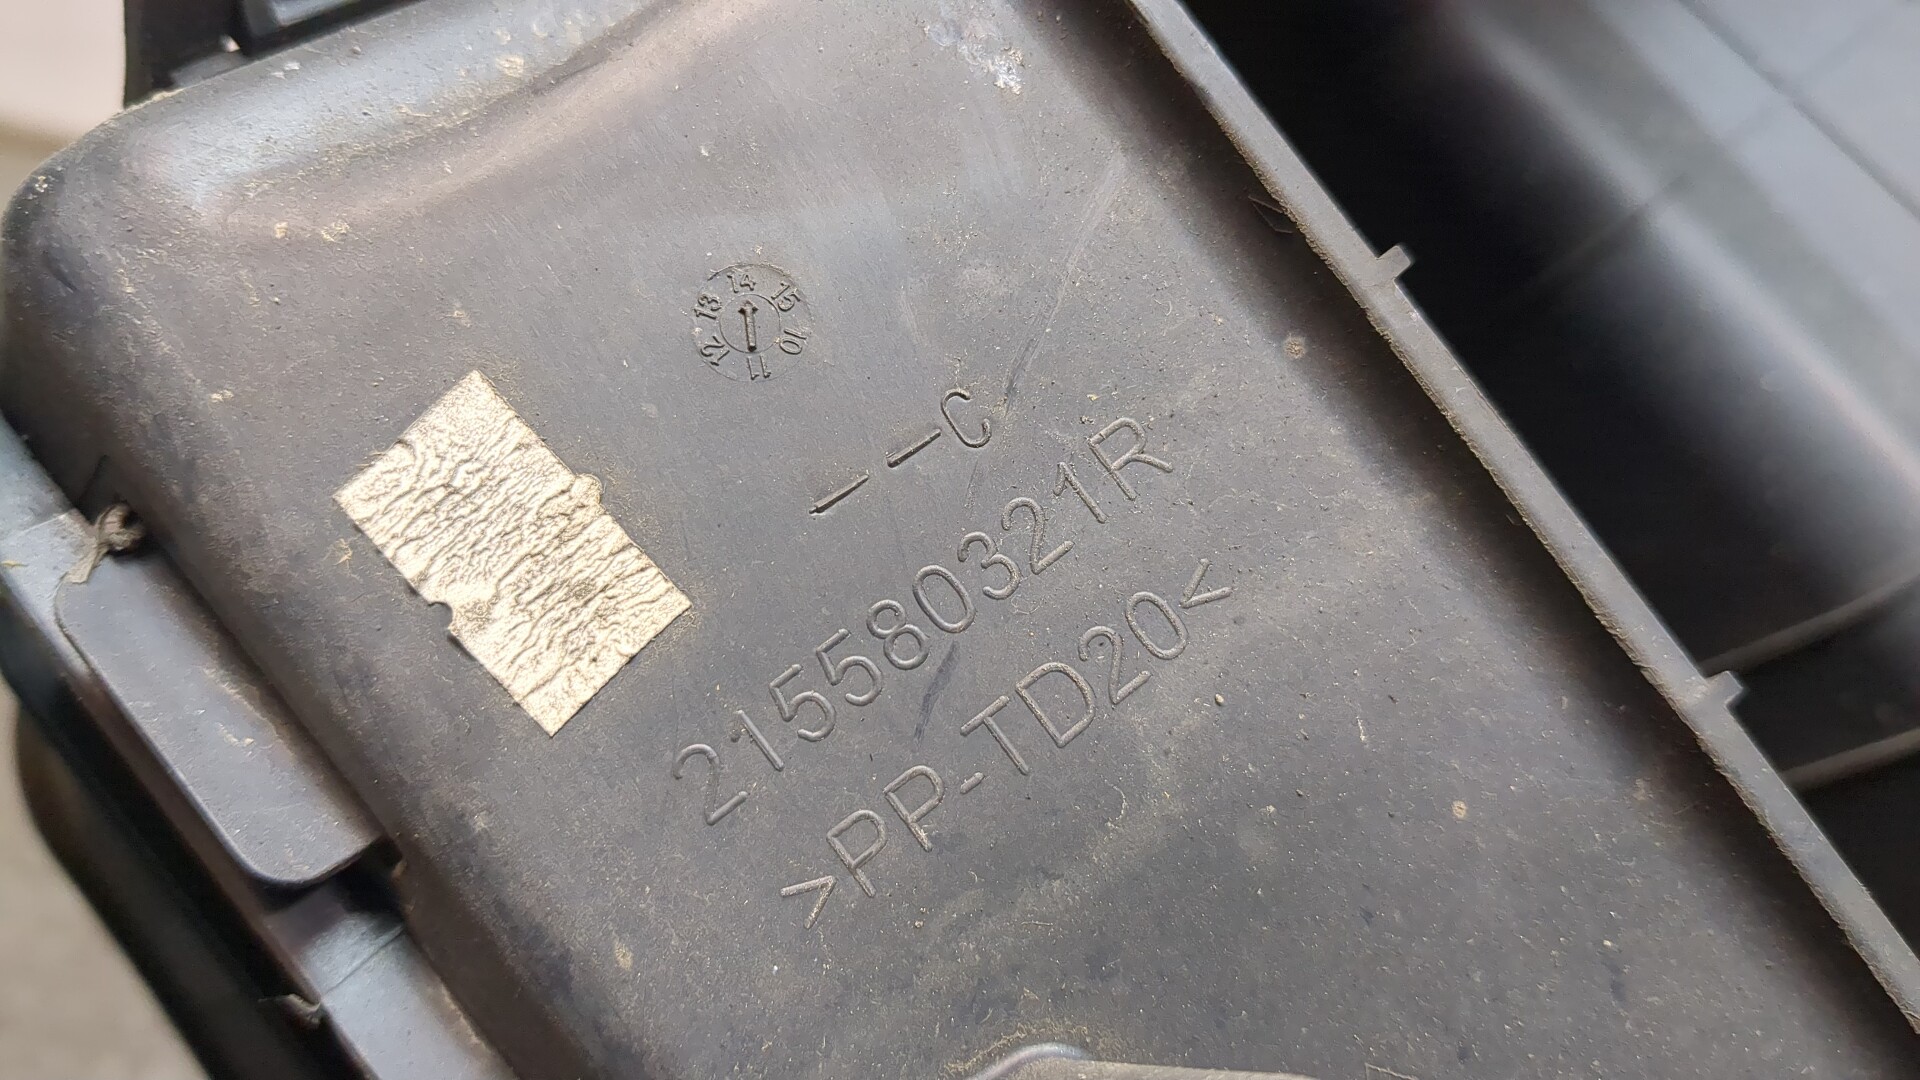 10 11 12 13 14 15
— — C
215580321R
>PP-TD20<